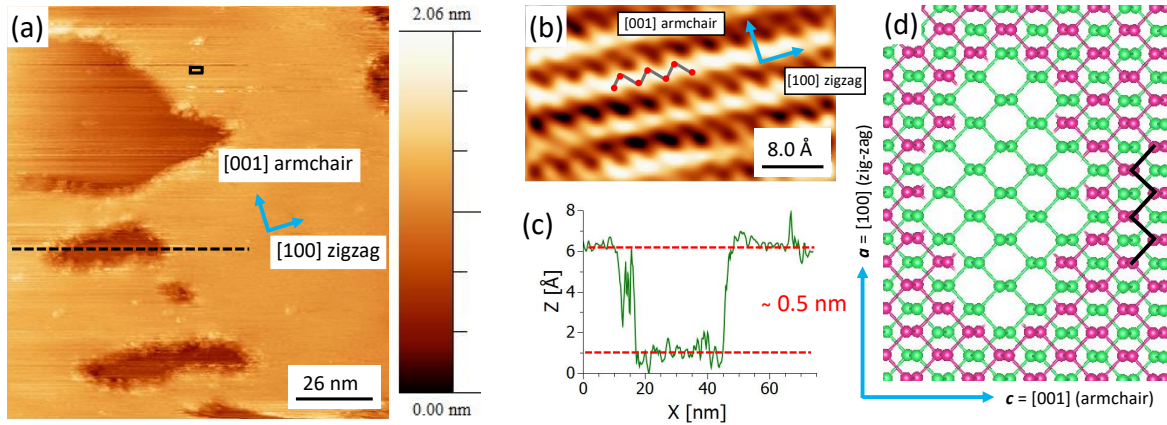 (a)
[001] armchair
[100] zigzag
26 nm
2.06 nm
0.00 nm
(b)
[001] armchair
[100] zigzag
8.0 Å
(c)
8
6
4
2
0
Z [Å]
~ 0.5 nm
0 20 40 60
X [nm]
(d)
a = [100] (zig-zag)
c = [001] (armchair)